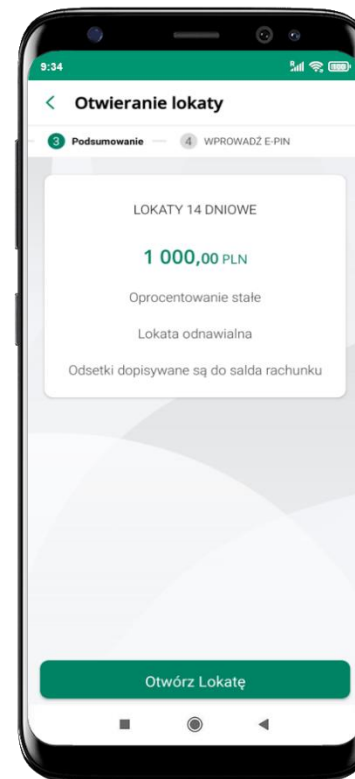 9:34
Otwieranie lokaty
3 Podsumowanie 4 WPROWADŹ E-PIN
LOKATY 14 DNIOWE
1 000,00 PLN
Oprocentowanie stałe
Lokata odnawialna
Odsetki dopisywane są do salda rachunku
Otwórz Lokatę